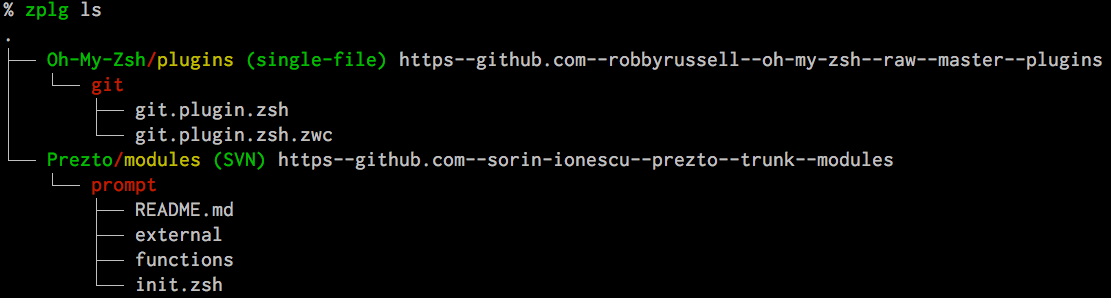 % zplg ls
.
├── Oh-My-Zsh/plugins (single-file) https--github.com--robbyrussell--oh-my-zsh--raw--master--plugins
│   └── git
│       ├── git.plugin.zsh
│       └── git.plugin.zsh.zwc
└── Prezto/modules (SVN) https--github.com--sorin-ionescu--prezto--trunk--modules
    └── prompt
        ├── README.md
        ├── external
        ├── functions
        └── init.zsh